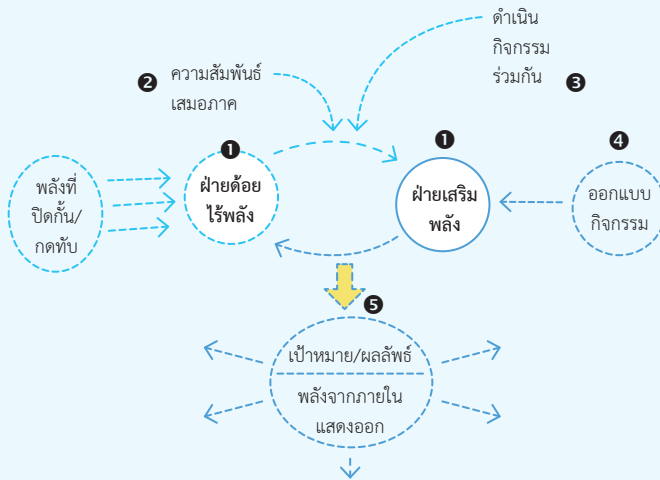 ดำเนิน
กิจกรรม
ร่วมกัน ❸
❷ ความสัมพันธ์
เสมอภาค
❶
ฝ่ายด้อย
ไร้พลัง
❶
ฝ่ายเสริม
พลัง
❹
ออกแบบ
กิจกรรม
พลังที่
ปิดกั้น/
กดทับ
❺
เป้าหมาย/ผลลัพธ์
พลังจากภายใน
แสดงออก